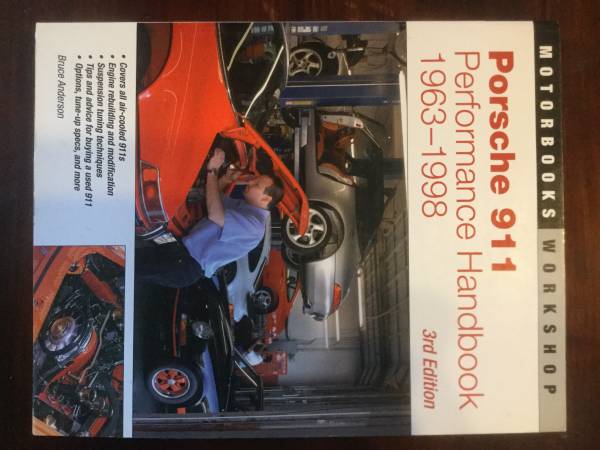 MOTORBOOKS WORKSHOP
Porsche 911
Performance Handbook
1963–1998
3rd Edition
• Covers all air-cooled 911s
• Engine rebuilding and modification
• Suspension tuning techniques
• Tips and advice for buying a used 911
• Options, tune-up specs, and more
Bruce Anderson